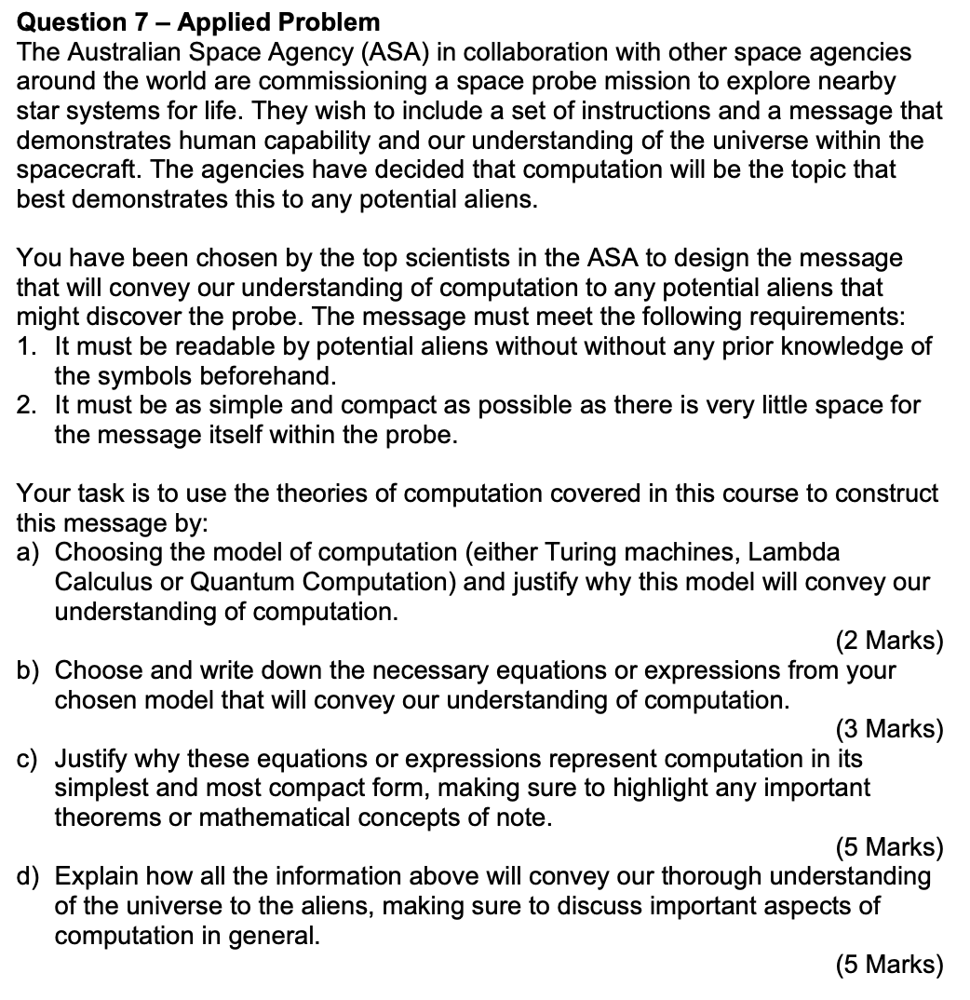 Question 7 – Applied Problem
The Australian Space Agency (ASA) in collaboration with other space agencies
around the world are commissioning a space probe mission to explore nearby
star systems for life. They wish to include a set of instructions and a message that
demonstrates human capability and our understanding of the universe within the
spacecraft. The agencies have decided that computation will be the topic that
best demonstrates this to any potential aliens.
You have been chosen by the top scientists in the ASA to design the message
that will convey our understanding of computation to any potential aliens that
might discover the probe. The message must meet the following requirements:
1. It must be readable by potential aliens without without any prior knowledge of
the symbols beforehand.
2. It must be as simple and compact as possible as there is very little space for
the message itself within the probe.
Your task is to use the theories of computation covered in this course to construct
this message by:
a) Choosing the model of computation (either Turing machines, Lambda
Calculus or Quantum Computation) and justify why this model will convey our
understanding of computation.
(2 Marks)
b) Choose and write down the necessary equations or expressions from your
chosen model that will convey our understanding of computation.
(3 Marks)
c) Justify why these equations or expressions represent computation in its
simplest and most compact form, making sure to highlight any important
theorems or mathematical concepts of note.
(5 Marks)
d) Explain how all the information above will convey our thorough understanding
of the universe to the aliens, making sure to discuss important aspects of
computation in general.
(5 Marks)